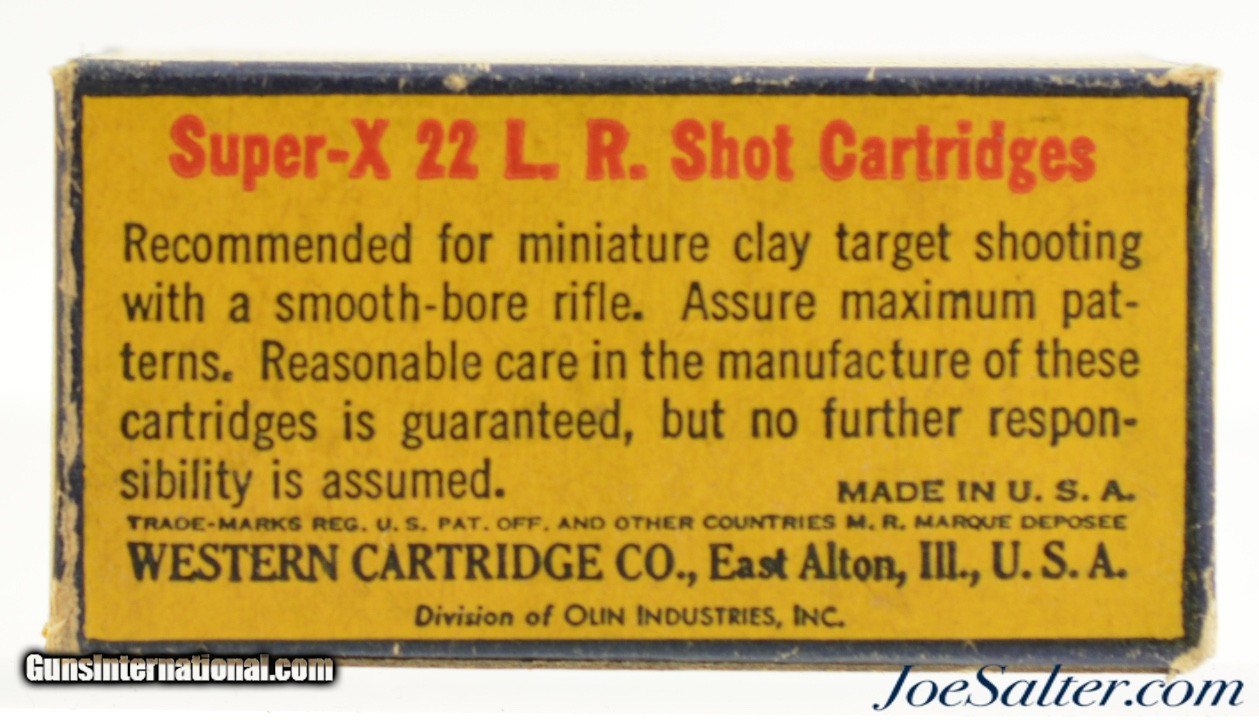 Super-X 22 L. R. Shot Cartridges
Recommended for miniature clay target shooting
with a smooth-bore rifle. Assure maximum pat-
terns. Reasonable care in the manufacture of these
cartridges is guaranteed, but no further respon-
sibility is assumed.
MADE IN U. S. A.
TRADE-MARKS REG. U. S. PAT. OFF. AND OTHER COUNTRIES M. R. MARQUE DEPOSEE
WESTERN CARTRIDGE CO., East Alton, Ill., U. S. A.
Division of OLIN INDUSTRIES, INC.
GunsInternational.com
JoeSalter.com